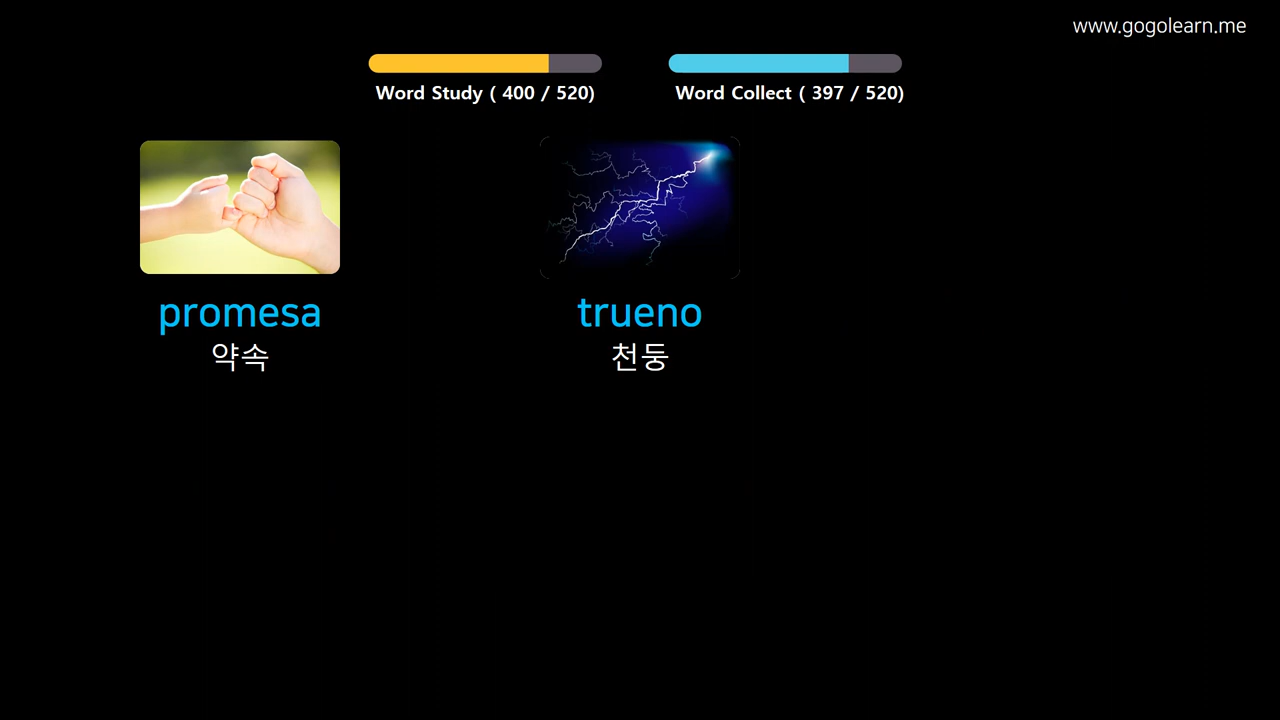 www.gogolearn.me
Word Study ( 400 / 520)
Word Collect ( 397 / 520)
promesa
약속
trueno
천둥